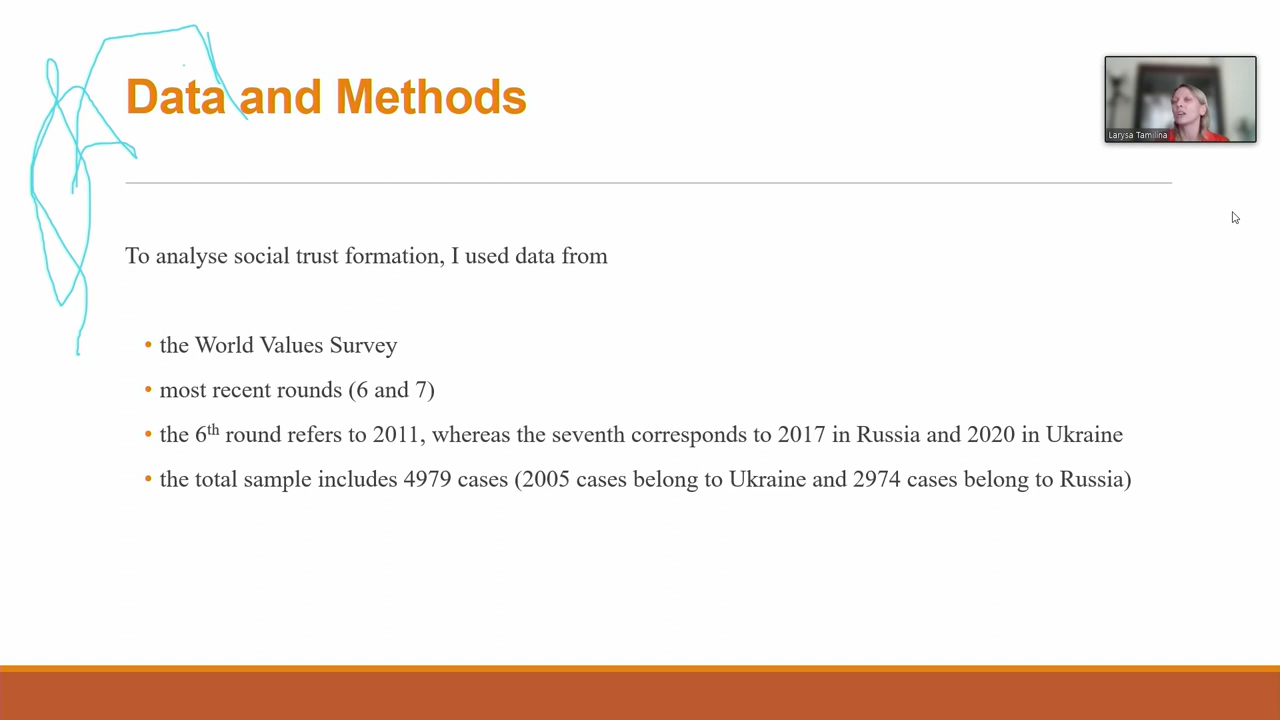 Data and Methods
Larysa Tamilina
To analyse social trust formation, I used data from
• the World Values Survey
• most recent rounds (6 and 7)
• the 6th round refers to 2011, whereas the seventh corresponds to 2017 in Russia and 2020 in Ukraine
• the total sample includes 4979 cases (2005 cases belong to Ukraine and 2974 cases belong to Russia)